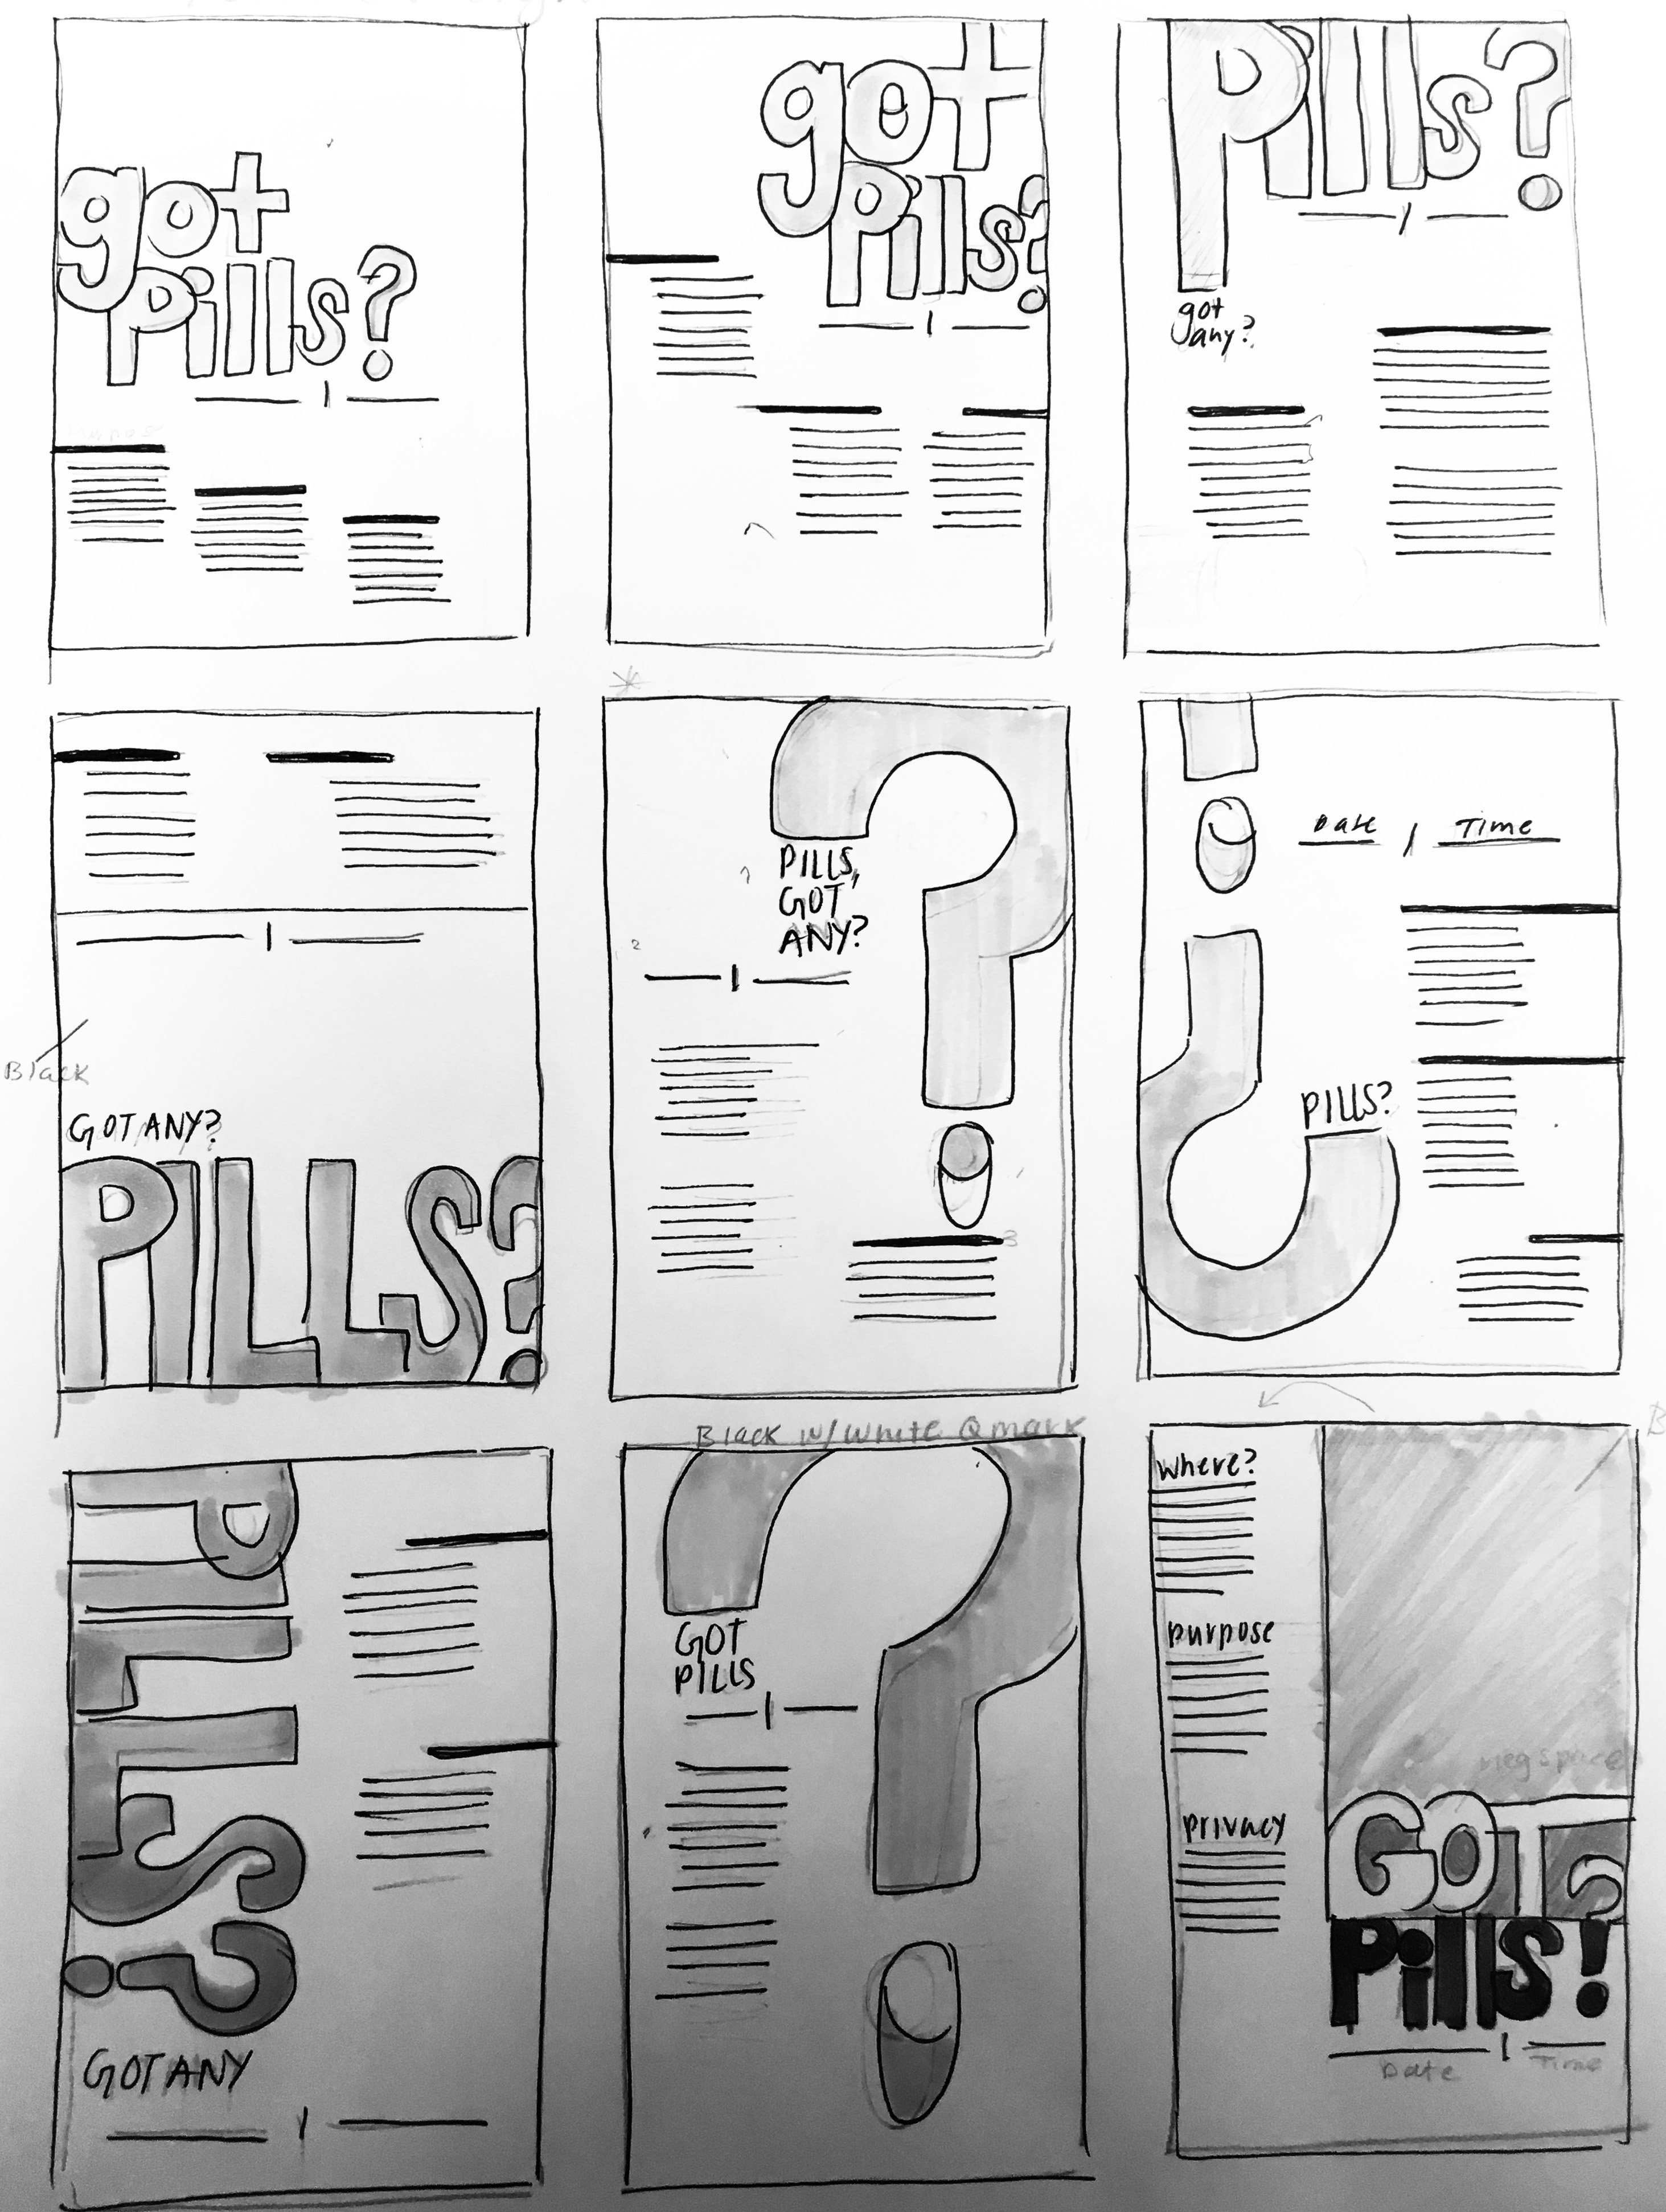 got
Pills?
got
Pills?
Pills?
got
any?
Black
GOT ANY?
PILLS?
PILLS,
GOT
ANY?
Date / Time
PILLS?
PILLS?
GOT ANY
Black w/ White Qmark
GOT
PILLS
where?
purpose
privacy
neg space
GOT
Pills!
Date
Time